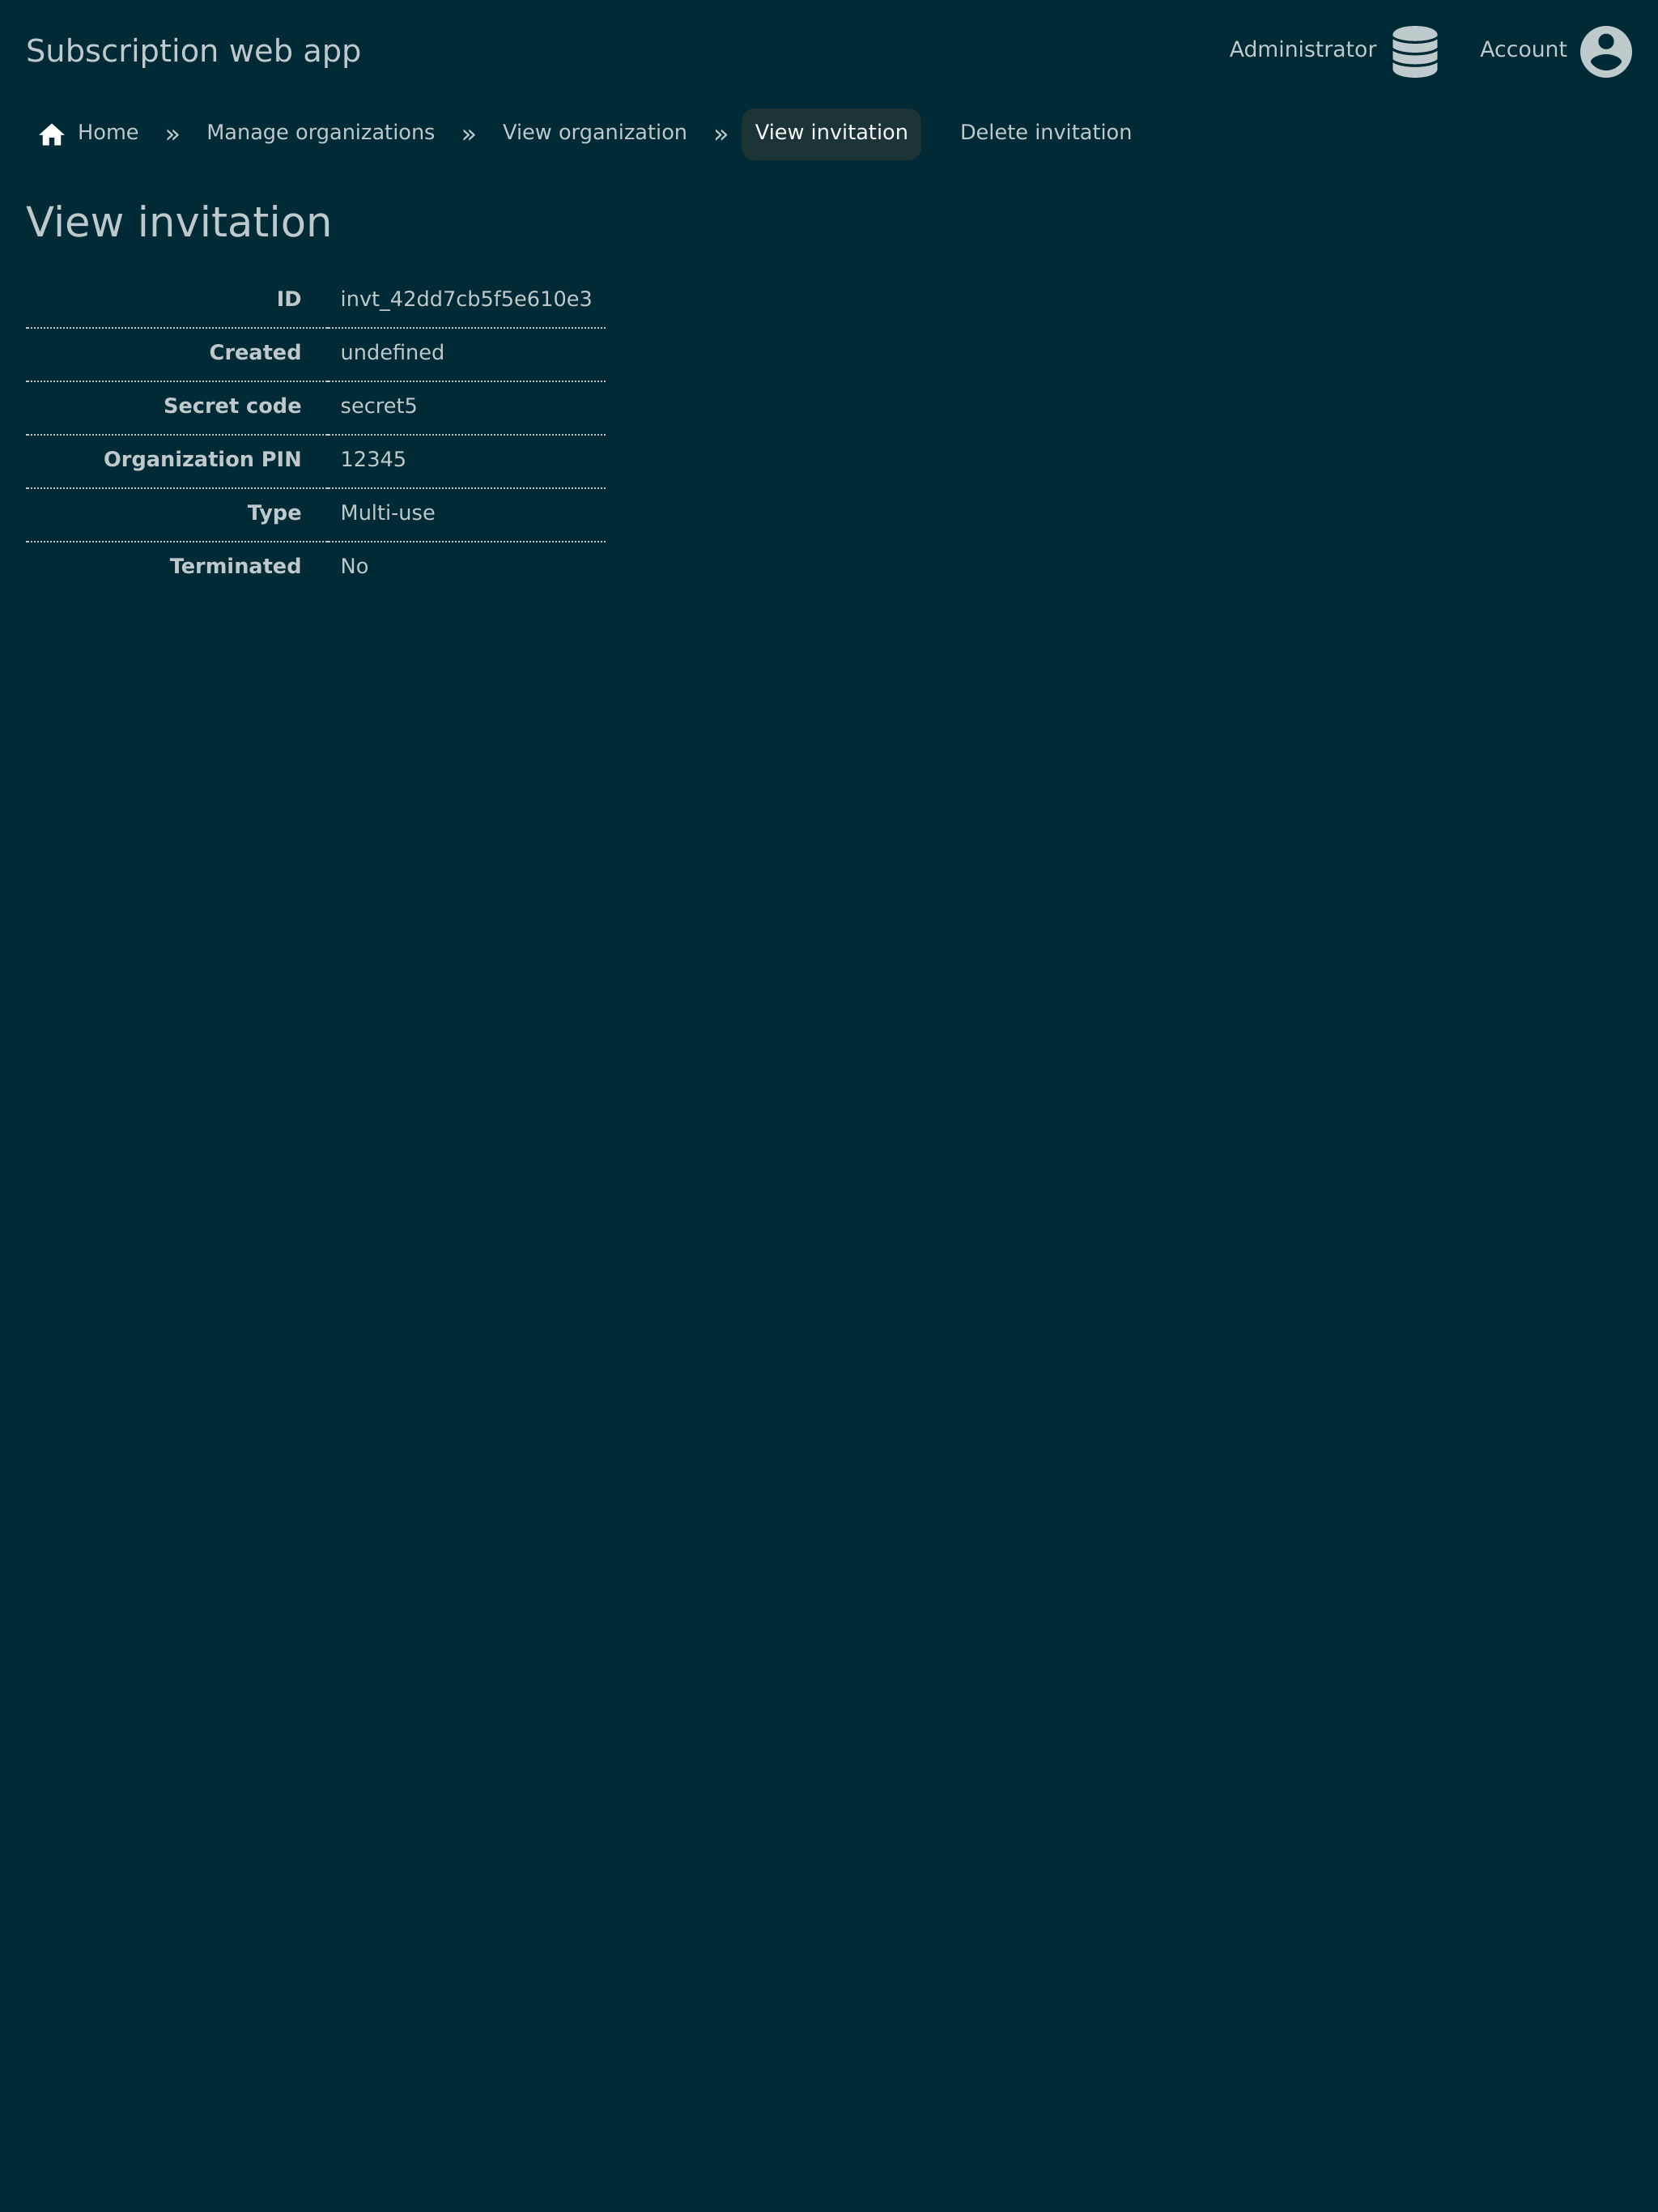 Subscription web app
Administrator
Account
Home » Manage organizations » View organization » View invitation Delete invitation
View invitation
ID invt_42dd7cb5f5e610e3
Created undefined
Secret code secret5
Organization PIN 12345
Type Multi-use
Terminated No